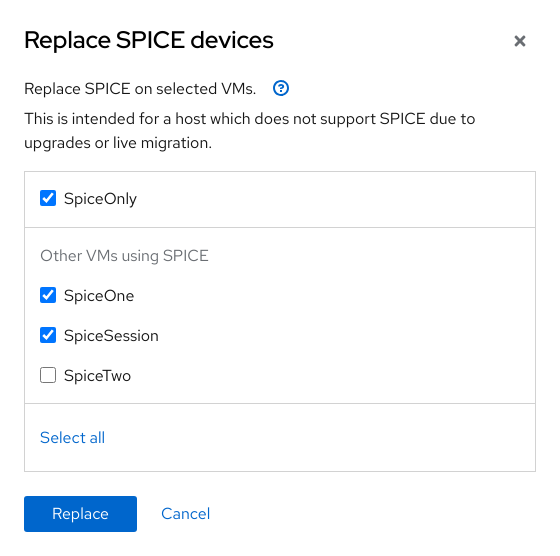 Replace SPICE devices
Replace SPICE on selected VMs.
This is intended for a host which does not support SPICE due to
upgrades or live migration.
SpiceOnly
Other VMs using SPICE
SpiceOne
SpiceSession
SpiceTwo
Select all
Replace Cancel